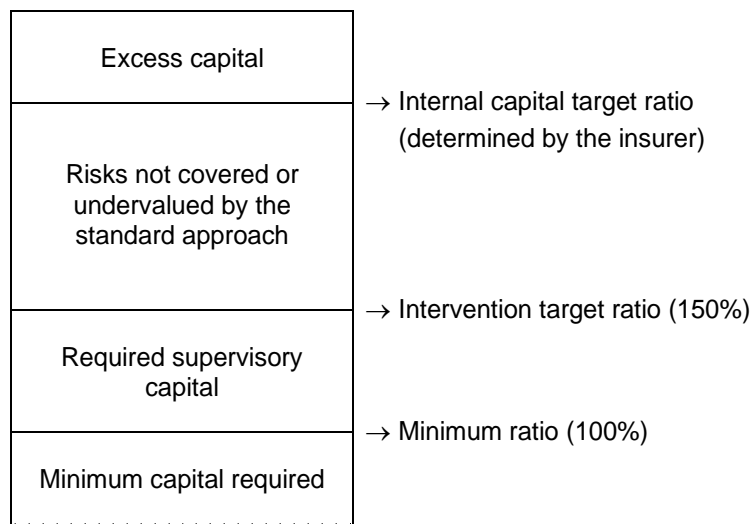 Excess capital
→ Internal capital target ratio
(determined by the insurer)
Risks not covered or
undervalued by the
standard approach
→ Intervention target ratio (150%)
Required supervisory
capital
→ Minimum ratio (100%)
Minimum capital required